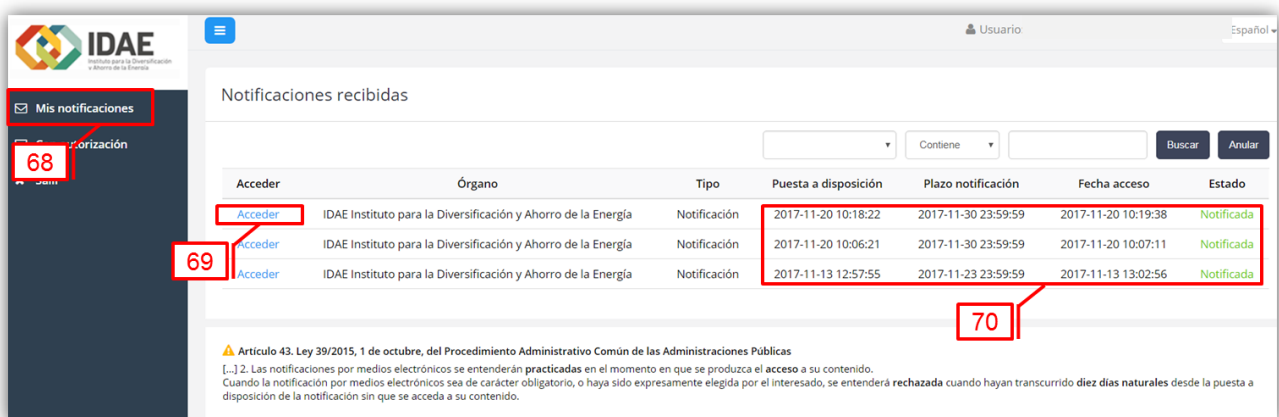 IDAE
Instituto para la Diversificación
y Ahorro de la Energía
Usuario
Español
Mis notificaciones
68
Notificaciones recibidas
Contiene
Buscar
Anular
Acceder Órgano Tipo Puesta a disposición Plazo notificación Fecha acceso Estado
Acceder IDAE Instituto para la Diversificación y Ahorro de la Energía Notificación 2017-11-20 10:18:22 2017-11-30 23:59:59 2017-11-20 10:19:38 Notificada
Acceder IDAE Instituto para la Diversificación y Ahorro de la Energía Notificación 2017-11-20 10:06:21 2017-11-30 23:59:59 2017-11-20 10:07:11 Notificada
69
Acceder IDAE Instituto para la Diversificación y Ahorro de la Energía Notificación 2017-11-13 12:57:55 2017-11-23 23:59:59 2017-11-13 13:02:56 Notificada
70
Artículo 43. Ley 39/2015, 1 de octubre, del Procedimiento Administrativo Común de las Administraciones Públicas
[...] 2. Las notificaciones por medios electrónicos se entenderán practicadas en el momento en que se produzca el acceso a su contenido.
Cuando la notificación por medios electrónicos sea de carácter obligatorio, o haya sido expresamente elegida por el interesado, se entenderá rechazada cuando hayan transcurrido diez días naturales desde la puesta a
disposición de la notificación sin que se acceda a su contenido.